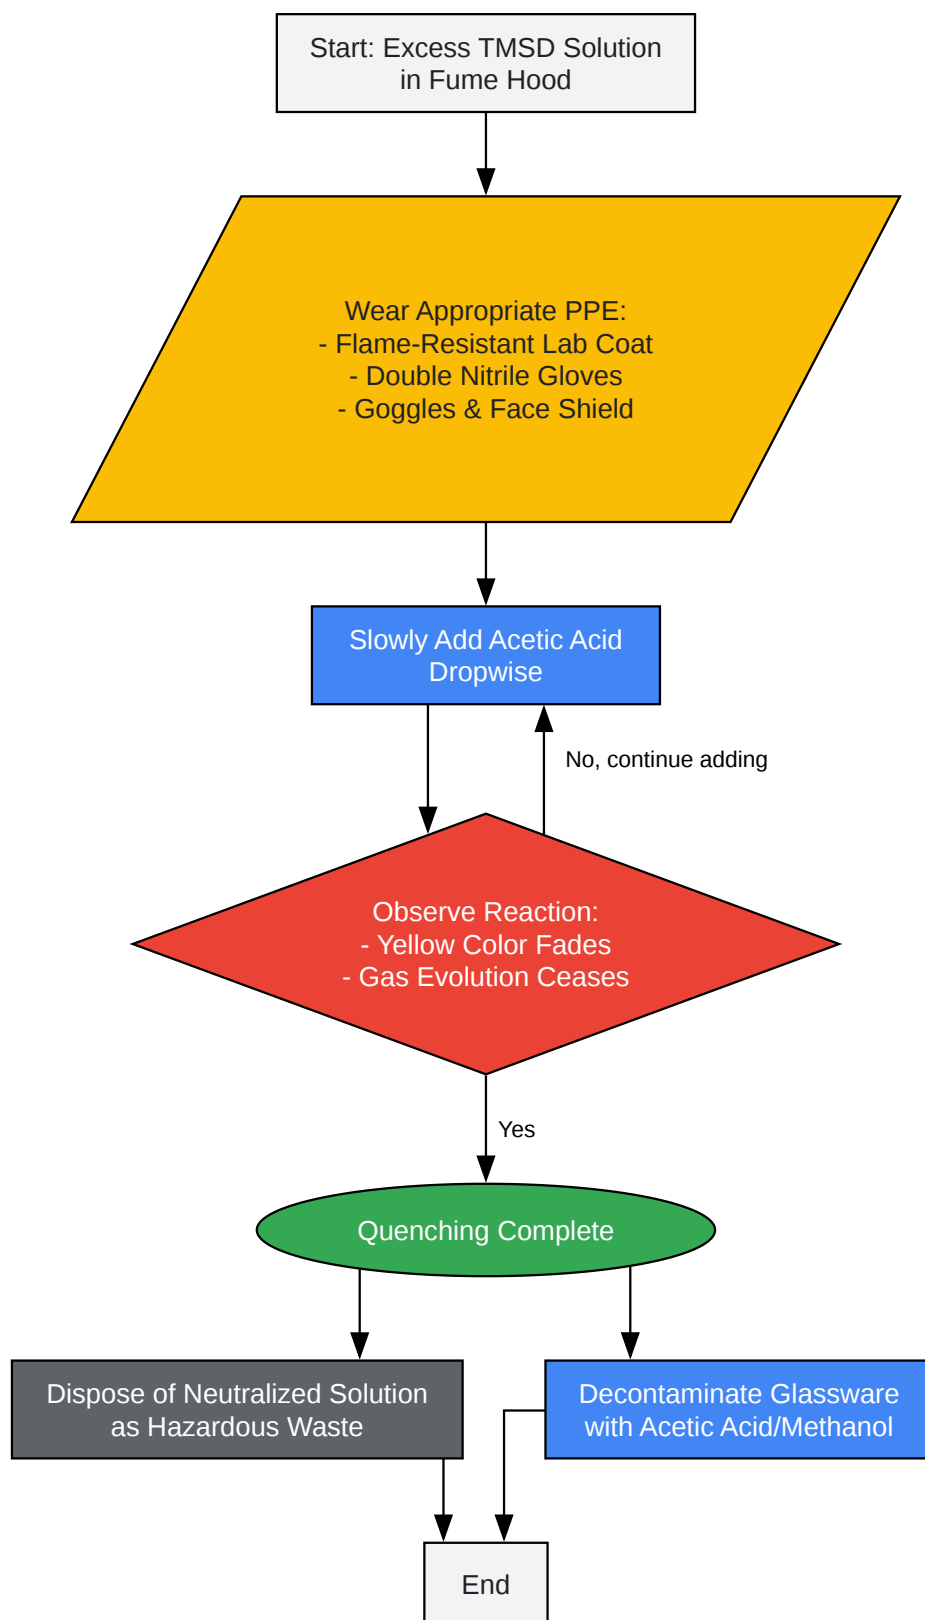 Start: Excess TMSD Solution
in Fume Hood
Wear Appropriate PPE:
- Flame-Resistant Lab Coat
- Double Nitrile Gloves
- Goggles & Face Shield
Slowly Add Acetic Acid
Dropwise
No, continue adding
Observe Reaction:
- Yellow Color Fades
- Gas Evolution Ceases
Yes
Quenching Complete
Dispose of Neutralized Solution
as Hazardous Waste
Decontaminate Glassware
with Acetic Acid/Methanol
End